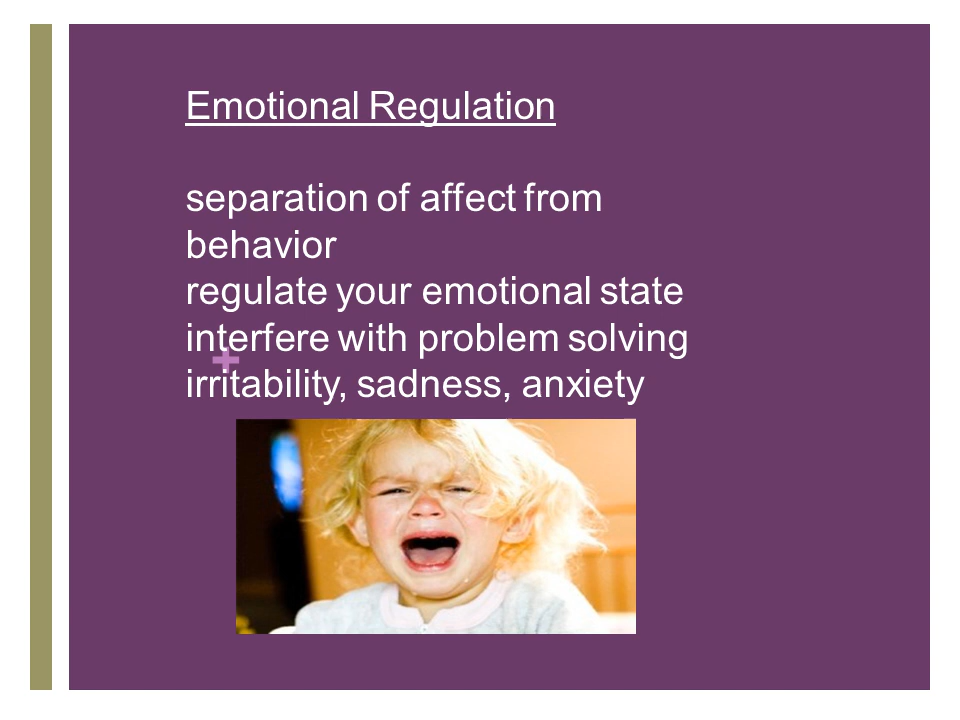 Emotional Regulation
separation of affect from
behavior
regulate your emotional state
interfere with problem solving
+
irritability, sadness, anxiety